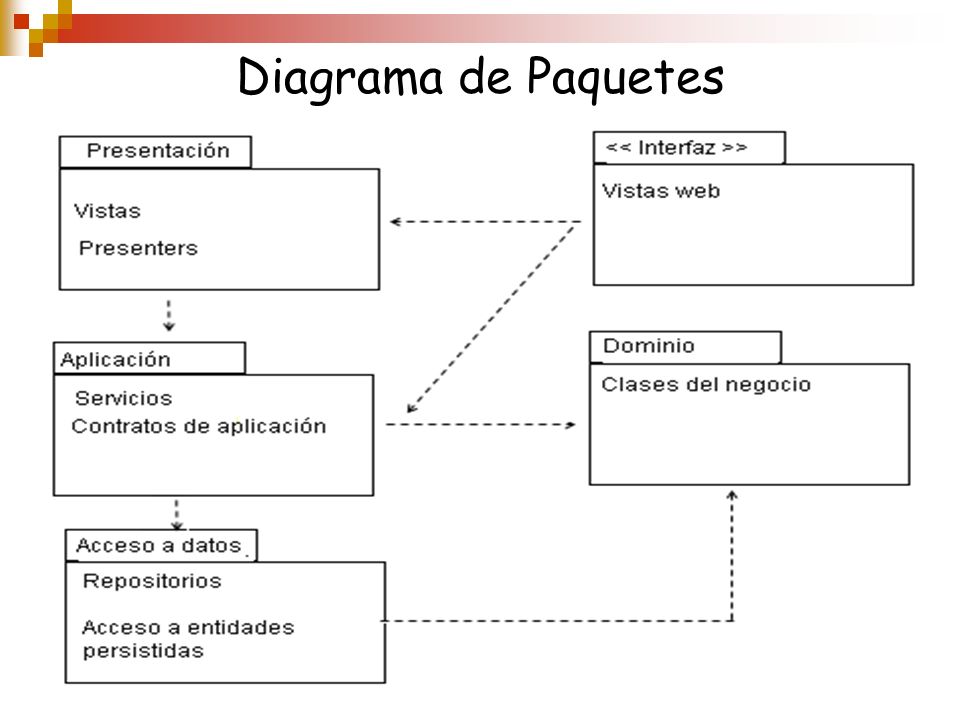 Diagrama de Paquetes
Presentación
Vistas
Presenters
<< Interfaz >>
Vistas web
Aplicación
Servicios
Contratos de aplicación
Dominio
Clases del negocio
Acceso a datos
Repositorios
Acceso a entidades
persistidas